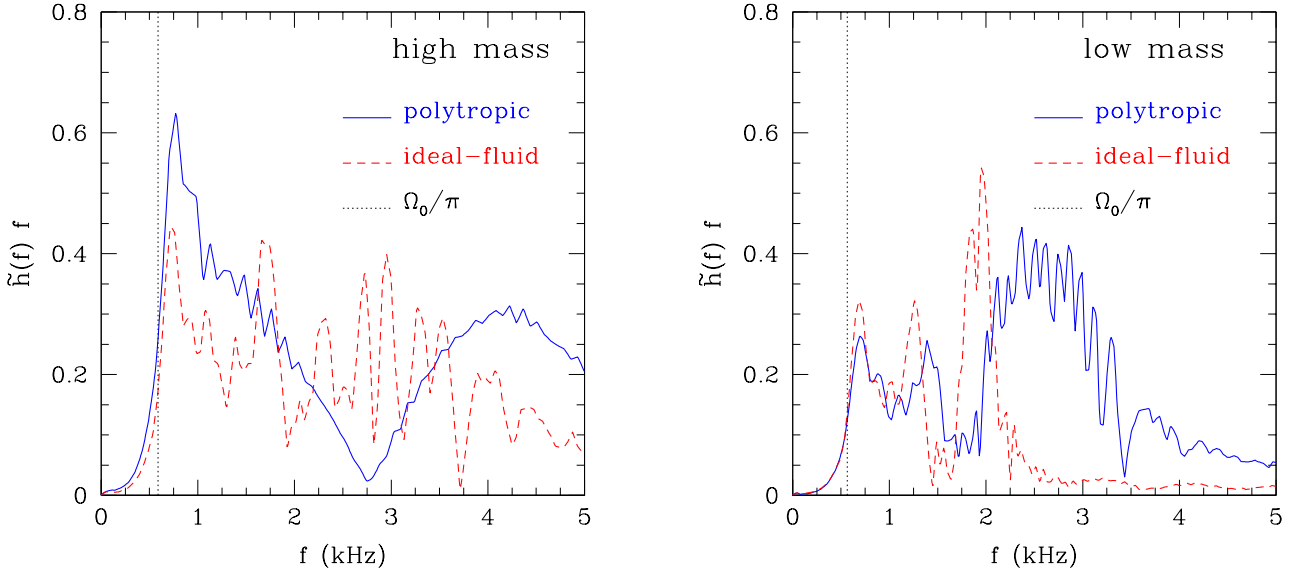 0.8
high mass
polytropic
ideal-fluid
Ω₀/π
0.6
0.4
0.2
0
h̃(f) f
0 1 2 3 4 5
f (kHz)
0.8
low mass
polytropic
ideal-fluid
Ω₀/π
0.6
0.4
0.2
0
h̃(f) f
0 1 2 3 4 5
f (kHz)